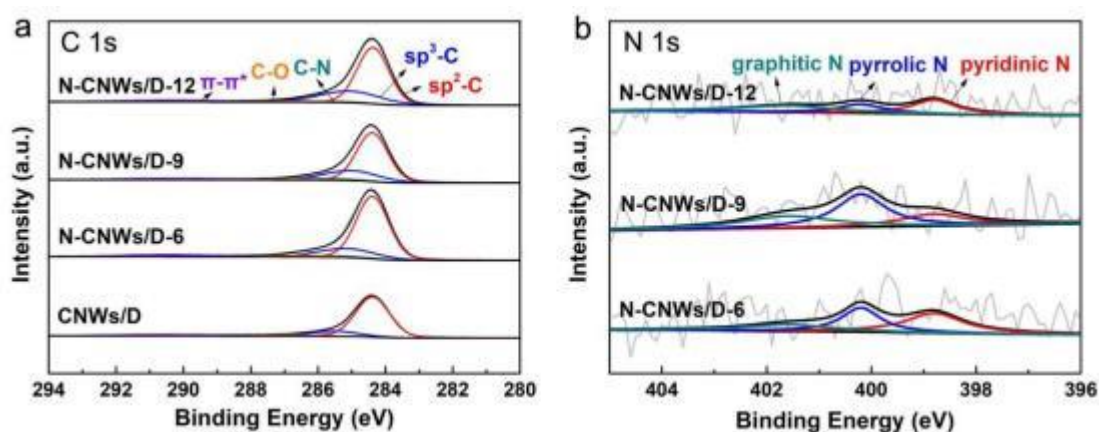 a
C 1s
N-CNWs/D-12
π-π*
C-O
C-N
sp³-C
sp²-C
N-CNWs/D-9
N-CNWs/D-6
CNWs/D
Intensity (a.u.)
294 292 290 288 286 284 282 280
Binding Energy (eV)
b
N 1s
graphitic N
pyrrolic N
pyridinic N
N-CNWs/D-12
N-CNWs/D-9
N-CNWs/D-6
Intensity (a.u.)
404 402 400 398 396
Binding Energy (eV)